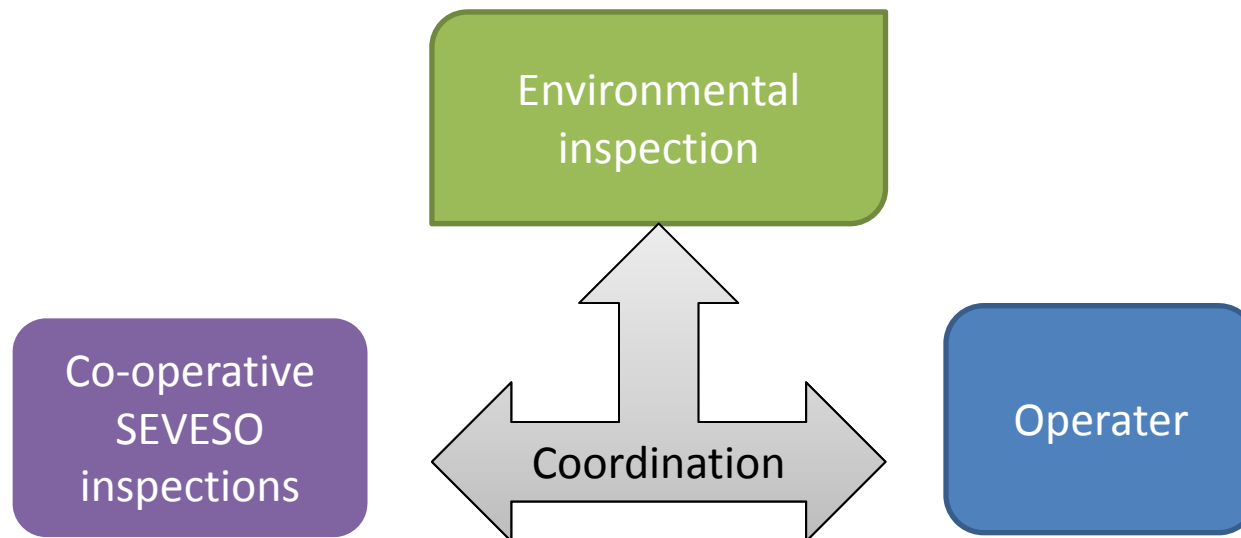 Environmental
inspection
Co-operative
SEVESO
inspections
Coordination
Operater